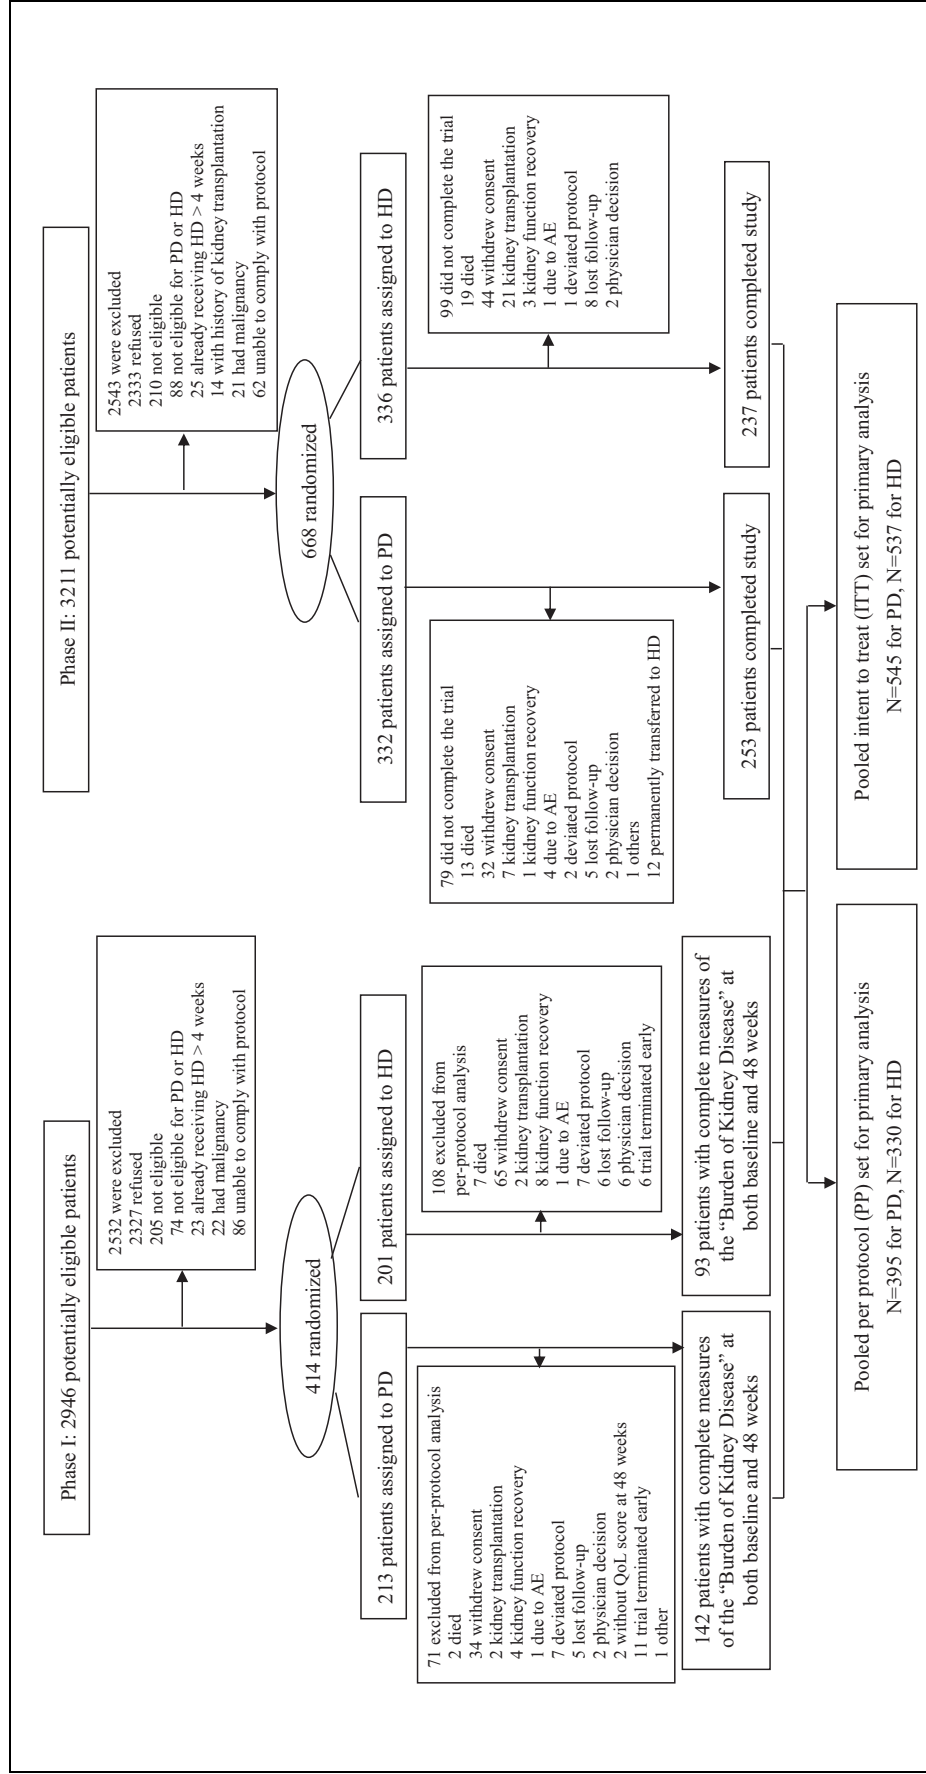 Phase I: 2946 potentially eligible patients
2532 were excluded
2327 refused
205 not eligible
74 not eligible for PD or HD
23 already receiving HD > 4 weeks
22 had malignancy
86 unable to comply with protocol
414 randomized
213 patients assigned to PD
201 patients assigned to HD
71 excluded from per-protocol analysis
2 died
34 withdrew consent
2 kidney transplantation
4 kidney function recovery
1 due to AE
7 deviated protocol
5 lost follow-up
2 physician decision
2 without QoL score at 48 weeks
11 trial terminated early
1 other
108 excluded from
per-protocol analysis
7 died
65 withdrew consent
2 kidney transplantation
8 kidney function recovery
1 due to AE
7 deviated protocol
6 lost follow-up
6 physician decision
6 trial terminated early
142 patients with complete measures
of the “Burden of Kidney Disease” at
both baseline and 48 weeks
93 patients with complete measures of
the “Burden of Kidney Disease” at
both baseline and 48 weeks
Phase II: 3211 potentially eligible patients
2543 were excluded
2333 refused
210 not eligible
88 not eligible for PD or HD
25 already receiving HD > 4 weeks
14 with history of kidney transplantation
21 had malignancy
62 unable to comply with protocol
668 randomized
332 patients assigned to PD
336 patients assigned to HD
79 did not complete the trial
13 died
32 withdrew consent
7 kidney transplantation
1 kidney function recovery
4 due to AE
2 deviated protocol
5 lost follow-up
2 physician decision
1 others
12 permanently transferred to HD
99 did not complete the trial
19 died
44 withdrew consent
21 kidney transplantation
3 kidney function recovery
1 due to AE
1 deviated protocol
8 lost follow-up
2 physician decision
253 patients completed study
237 patients completed study
Pooled per protocol (PP) set for primary analysis
N=395 for PD, N=330 for HD
Pooled intent to treat (ITT) set for primary analysis
N=545 for PD, N=537 for HD